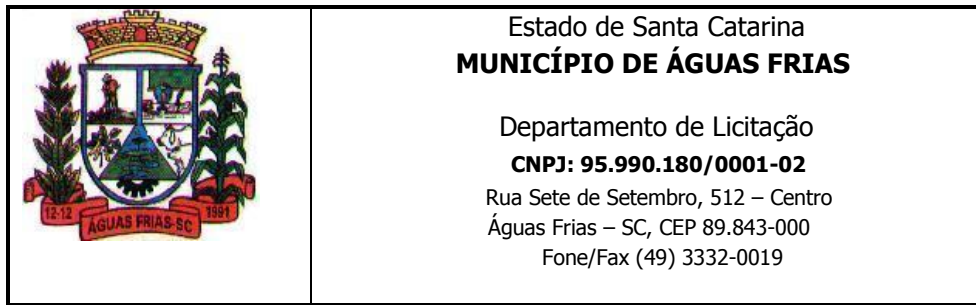 12-12
ÁGUAS FRIAS-SC
1991
Estado de Santa Catarina
MUNICÍPIO DE ÁGUAS FRIAS
Departamento de Licitação
CNPJ: 95.990.180/0001-02
Rua Sete de Setembro, 512 – Centro
Águas Frias – SC, CEP 89.843-000
Fone/Fax (49) 3332-0019